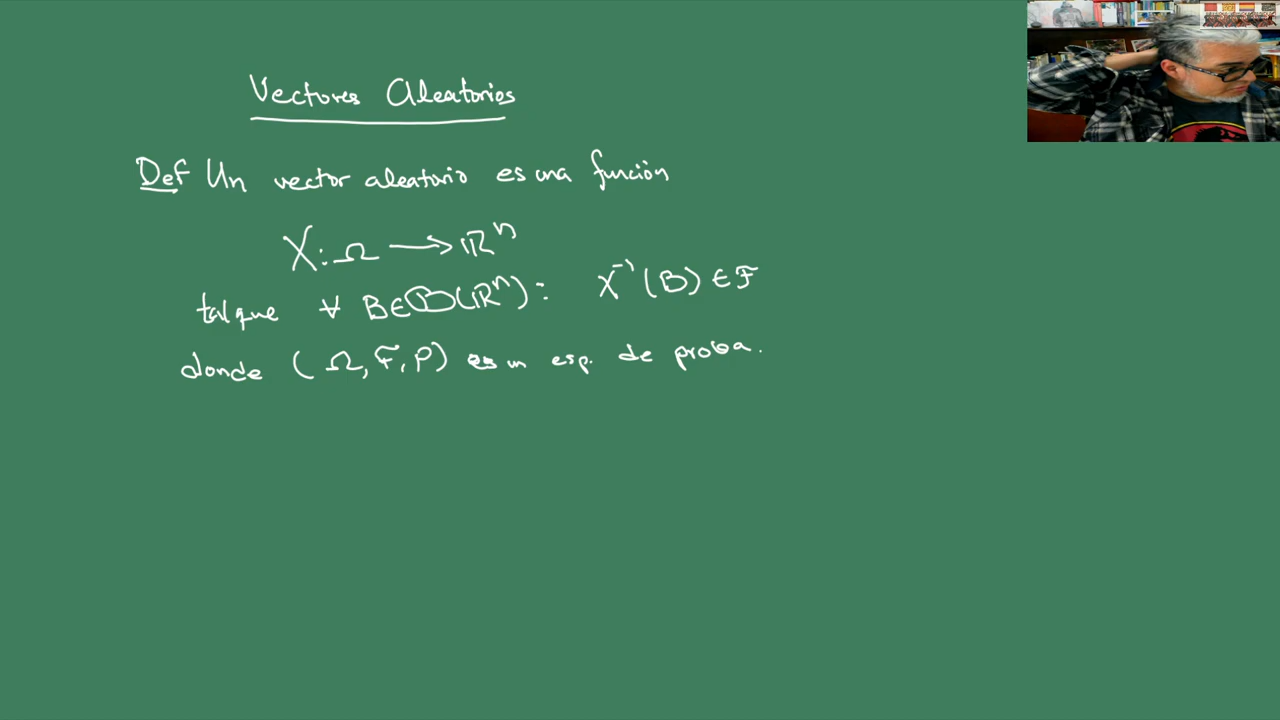 Vectores Aleatorios
Def Un vector aleatorio es una función
X: Ω ⟶ ℝⁿ
tal que ∀ B∈𝔹(ℝⁿ): X⁻¹(B) ∈ ℱ
donde (Ω, ℱ, P) es un esp. de proba.